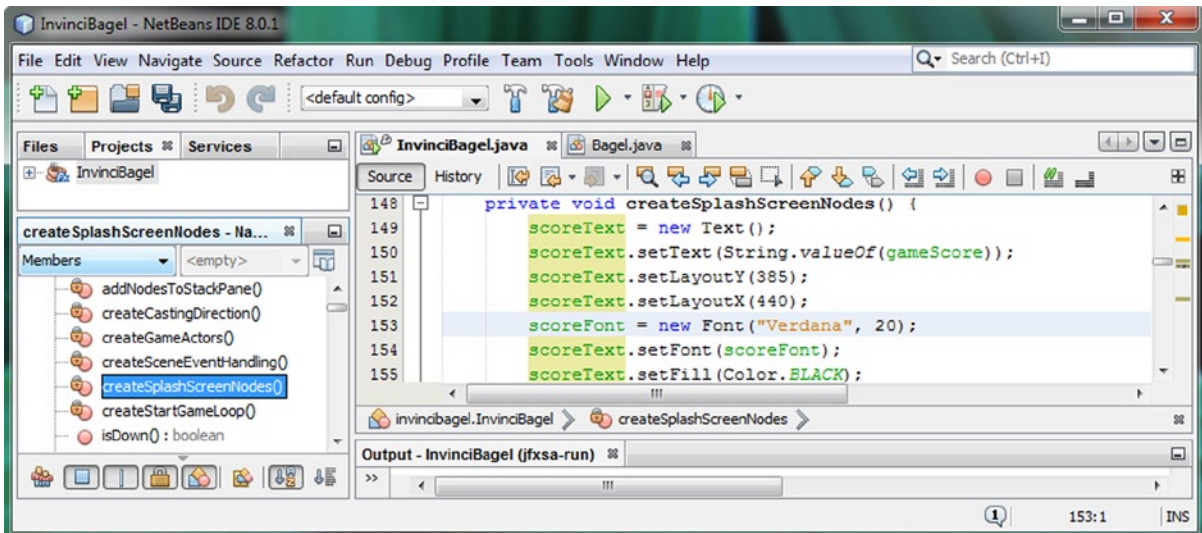 InvinciBagel - NetBeans IDE 8.0.1
File Edit View Navigate Source Refactor Run Debug Profile Team Tools Window Help
Search (Ctrl+I)
<default config>
Files Projects Services
InvinciBagel
createSplashScreenNodes - Na...
Members <empty>
addNodesToStackPane()
createCastingDirection()
createGameActors()
createSceneEventHandling()
createSplashScreenNodes()
createStartGameLoop()
isDown() : boolean
InvinciBagel.java Bagel.java
Source History
148 private void createSplashScreenNodes() {
149 scoreText = new Text();
150 scoreText.setText(String.valueOf(gameScore));
151 scoreText.setLayoutY(385);
152 scoreText.setLayoutX(440);
153 scoreFont = new Font("Verdana", 20);
154 scoreText.setFont(scoreFont);
155 scoreText.setFill(Color.BLACK);
invincibagel.InvinciBagel createSplashScreenNodes
Output - InvinciBagel (jfxsa-run)
>>
1 153:1 INS